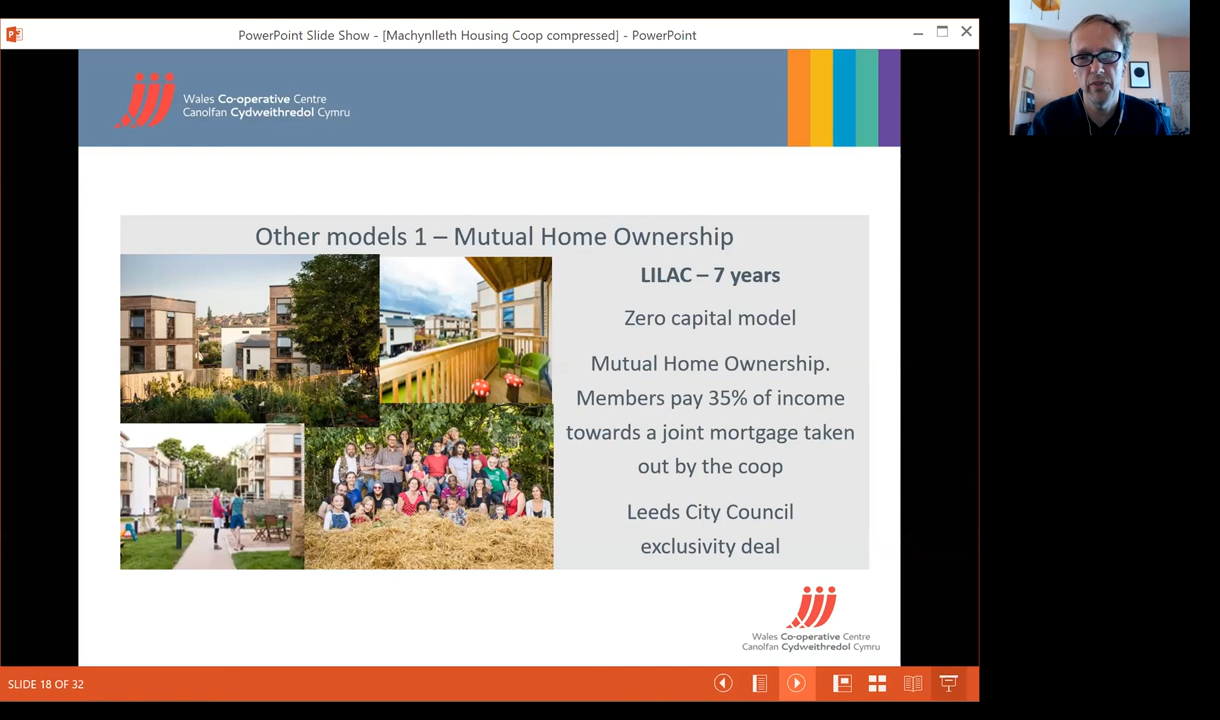 PowerPoint Slide Show - [Machynlleth Housing Coop compressed] - PowerPoint
Wales Co-operative Centre
Canolfan Cydweithredol Cymru
Other models 1 – Mutual Home Ownership
LILAC – 7 years
Zero capital model
Mutual Home Ownership.
Members pay 35% of income
towards a joint mortgage taken
out by the coop
Leeds City Council
exclusivity deal
Wales Co-operative Centre
Canolfan Cydweithredol Cymru
SLIDE 18 OF 32